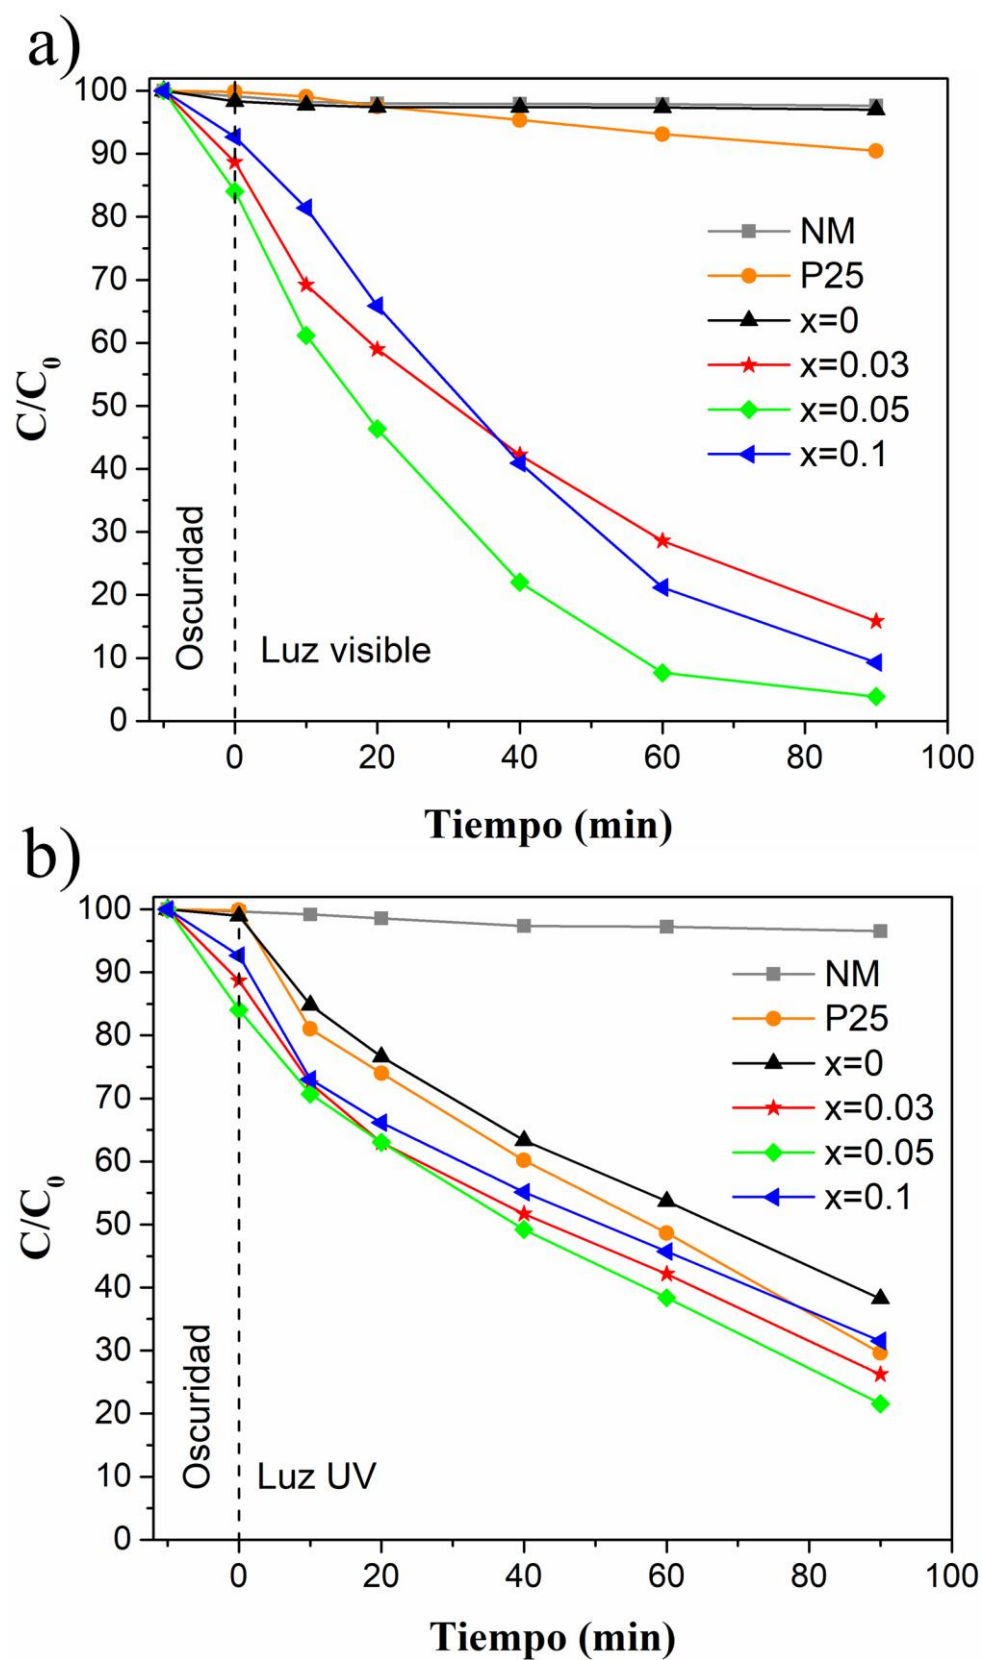 a)
100
90
80
70
60
50
40
30
20
10
0
C/C0
NM
P25
x=0
x=0.03
x=0.05
x=0.1
Oscuridad
Luz visible
0 20 40 60 80 100
Tiempo (min)
b)
100
90
80
70
60
50
40
30
20
10
0
C/C0
NM
P25
x=0
x=0.03
x=0.05
x=0.1
Oscuridad
Luz UV
0 20 40 60 80 100
Tiempo (min)